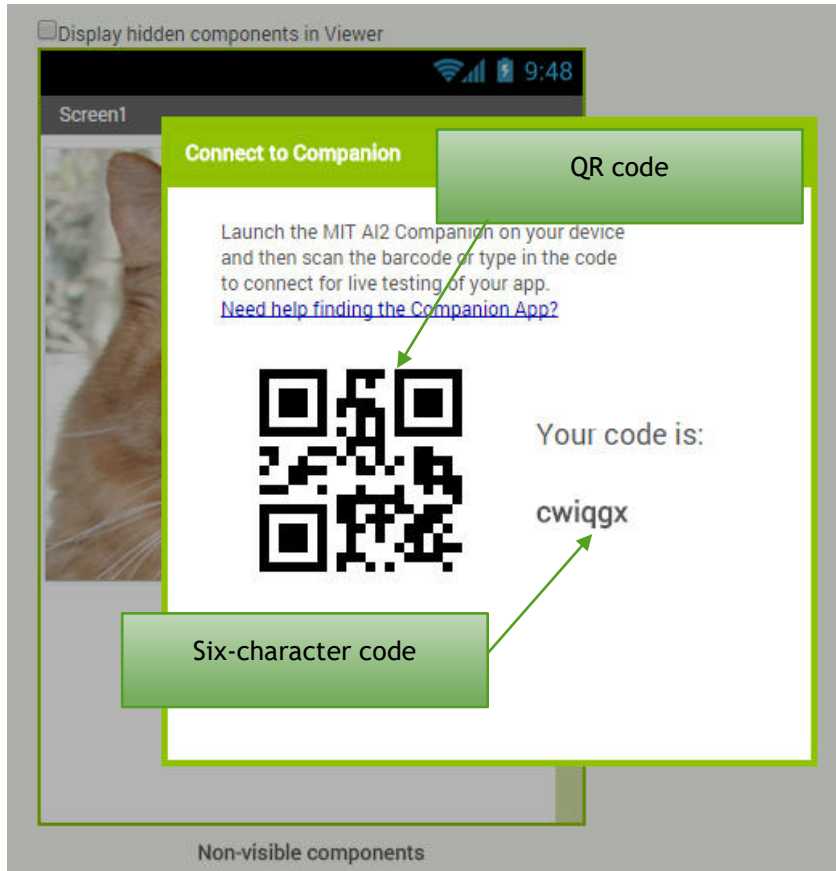 Display hidden components in Viewer
9:48
Screen1
Connect to Companion
QR code
Launch the MIT AI2 Companion on your device
and then scan the barcode or type in the code
to connect for live testing of your app.
Need help finding the Companion App?
Your code is:
cwiqgx
Six-character code
Non-visible components